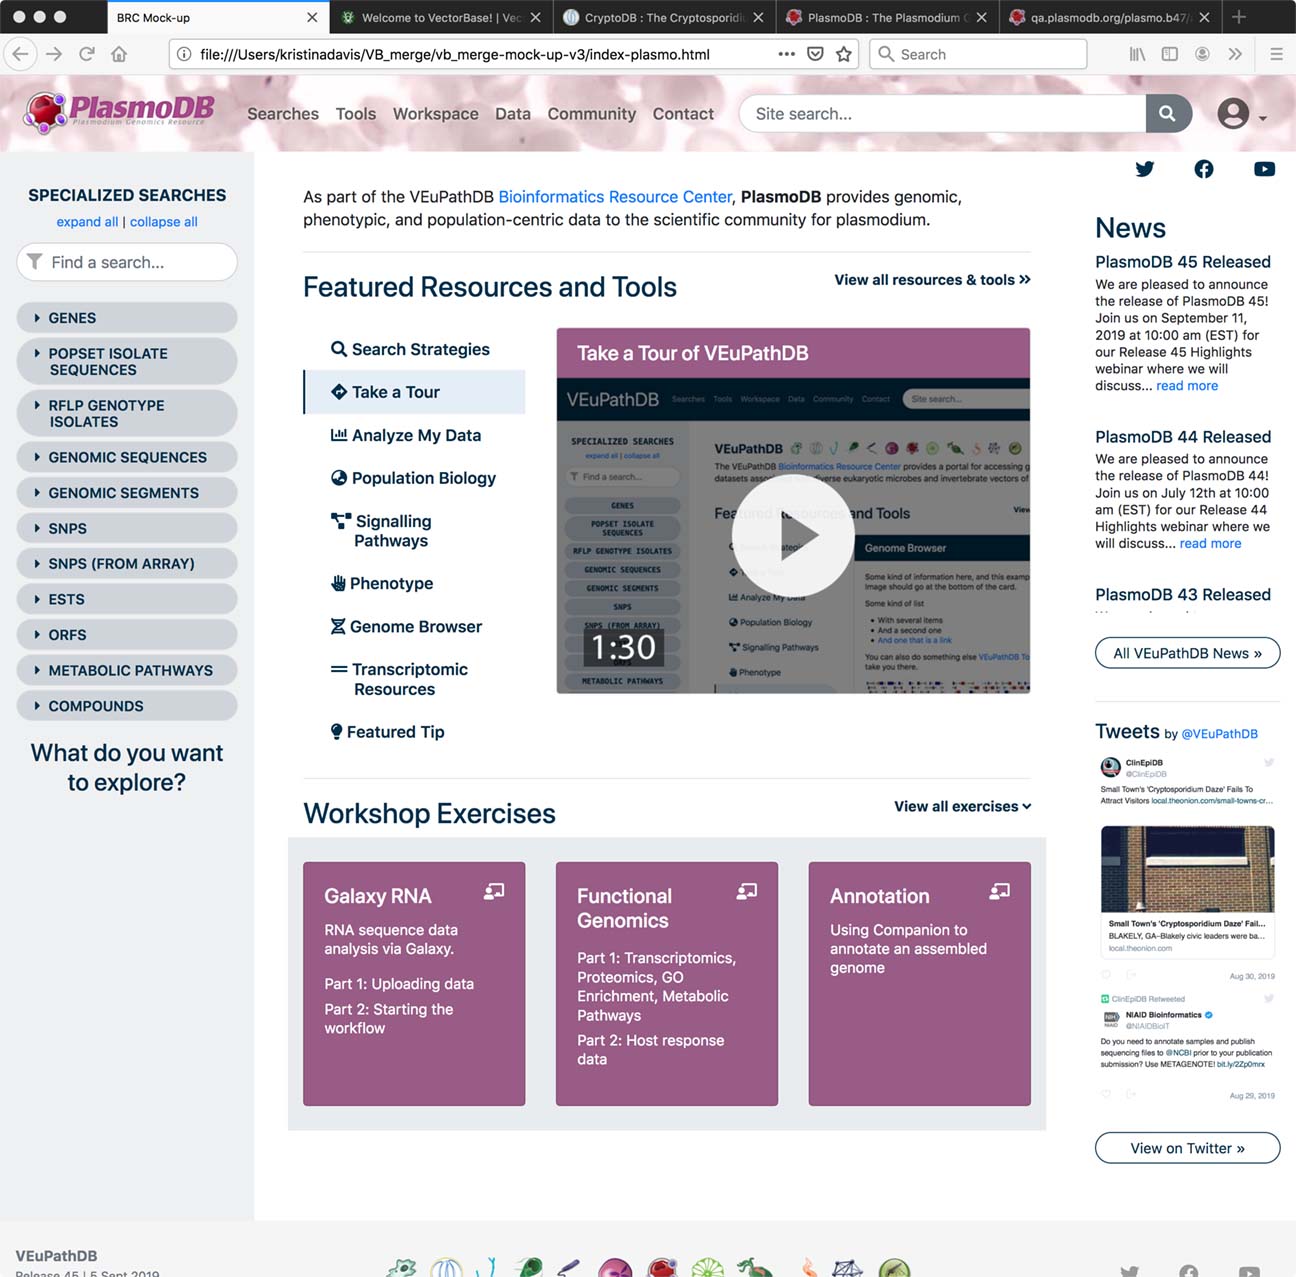 BRC Mock-up
Welcome to VectorBase! | Vec
CryptoDB : The Cryptosporidi
PlasmoDB : The Plasmodium G
qa.plasmodb.org/plasmo.b47/
file:///Users/kristinadavis/VB_merge/vb_merge-mock-up-v3/index-plasmo.html
Search
PlasmoDB
Plasmodium Genomics Resource
Searches Tools Workspace Data Community Contact
Site search...
SPECIALIZED SEARCHES
expand all | collapse all
Find a search...
GENES
POPSET ISOLATE
SEQUENCES
RFLP GENOTYPE
ISOLATES
GENOMIC SEQUENCES
GENOMIC SEGMENTS
SNPS
SNPS (FROM ARRAY)
ESTS
ORFS
METABOLIC PATHWAYS
COMPOUNDS
What do you want
to explore?
As part of the VEuPathDB Bioinformatics Resource Center, PlasmoDB provides genomic,
phenotypic, and population-centric data to the scientific community for plasmodium.
Featured Resources and Tools
View all resources & tools »
Search Strategies
Take a Tour
Analyze My Data
Population Biology
Signalling
Pathways
Phenotype
Genome Browser
Transcriptomic
Resources
Featured Tip
Take a Tour of VEuPathDB
VEuPathDB
Searches Tools Workspace Data Community Contact
Site search...
SPECIALIZED SEARCHES
expand all | collapse all
Find a search...
GENES
POPSET ISOLATE
SEQUENCES
RFLP GENOTYPE ISOLATES
GENOMIC SEQUENCES
GENOMIC SEGMENTS
SNPS
SNPS (FROM ARRAY)
METABOLIC PATHWAYS
VEuPathDB
The VEuPathDB Bioinformatics Resource Center provides a portal for accessing g
datasets verse eukaryotic microbes and invertebrate vectors of
and Tools
View
Analyze My Data
Population Biology
Signalling Pathways
Phenotype
Genome Browser
Some kind of information here, and this examp
Image should go at the bottom of the card.
Some kind of list
• With several items
• And a second one
• And one that is a link
You can also do something else VEuPathDB To
take you there.
1:30
Workshop Exercises
View all exercises
Galaxy RNA
RNA sequence data
analysis via Galaxy.
Part 1: Uploading data
Part 2: Starting the
workflow
Functional
Genomics
Part 1: Transcriptomics,
Proteomics, GO
Enrichment, Metabolic
Pathways
Part 2: Host response
data
Annotation
Using Companion to
annotate an assembled
genome
News
PlasmoDB 45 Released
We are pleased to announce
the release of PlasmoDB 45!
Join us on September 11,
2019 at 10:00 am (EST) for
our Release 45 Highlights
webinar where we will
discuss... read more
PlasmoDB 44 Released
We are pleased to announce
the release of PlasmoDB 44!
Join us on July 12th at 10:00
am (EST) for our Release 44
Highlights webinar where we
will discuss... read more
PlasmoDB 43 Released
All VEuPathDB News »
Tweets by @VEuPathDB
ClinEpiDB
@ClinEpiDB
Small Town's 'Cryptosporidium Daze' Fails To
Attract Visitors local.theonion.com/small-towns-cr...
Small Town's 'Cryptosporidium Daze' Fail...
BLAKELY, GA–Blakely civic leaders were ba...
local.theonion.com
Aug 30, 2019
ClinEpiDB Retweeted
NIH
NIAID
NIAID Bioinformatics
@NIAIDBioIT
Do you need to annotate samples and publish
sequencing files to @NCBI prior to your publication
submission? Use METAGENOTE! bit.ly/2Zp0mrx
Aug 29, 2019
View on Twitter »
VEuPathDB
Release 45 | 5 Sept 2019